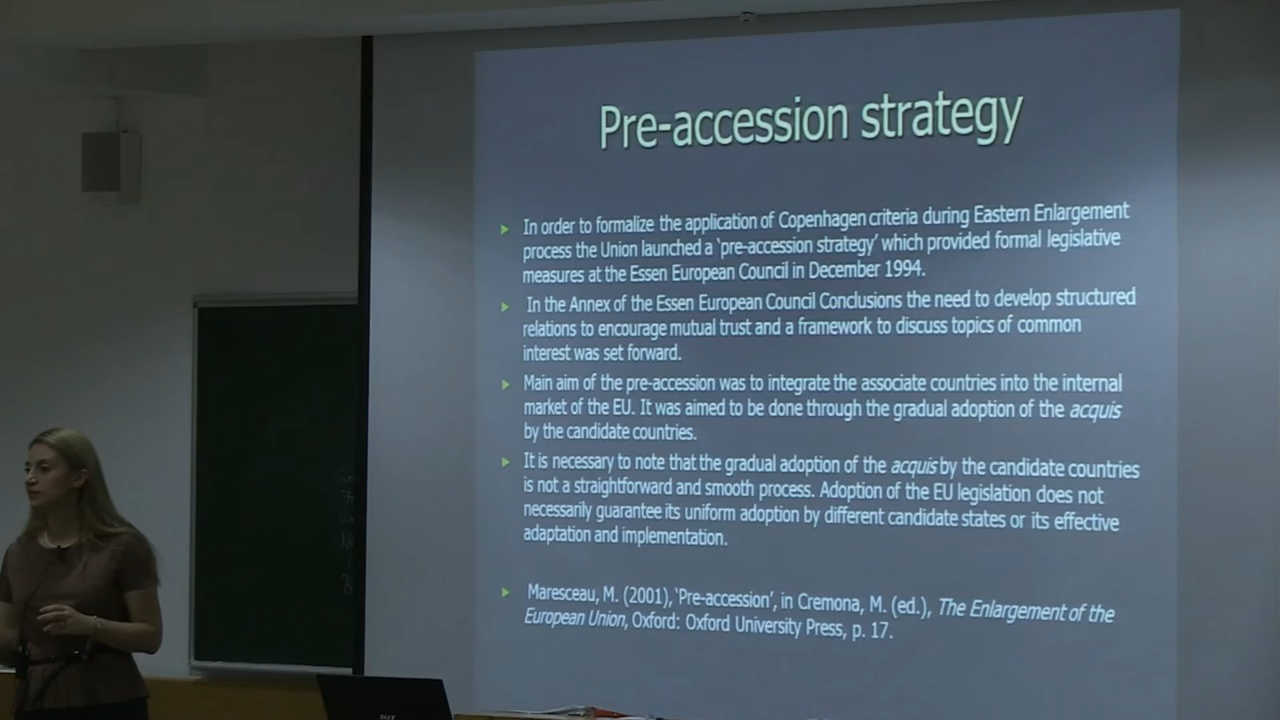 Pre-accession strategy
In order to formalize the application of Copenhagen criteria during Eastern Enlargement
process the Union launched a 'pre-accession strategy' which provided formal legislative
measures at the Essen European Council in December 1994.
In the Annex of the Essen European Council Conclusions the need to develop structured
relations to encourage mutual trust and a framework to discuss topics of common
interest was set forward.
Main aim of the pre-accession was to integrate the associate countries into the internal
market of the EU. It was aimed to be done through the gradual adoption of the acquis
by the candidate countries.
It is necessary to note that the gradual adoption of the acquis by the candidate countries
is not a straightforward and smooth process. Adoption of the EU legislation does not
necessarily guarantee its uniform adoption by different candidate states or its effective
adaptation and implementation.
Maresceau, M. (2001), 'Pre-accession', in Cremona, M. (ed.), The Enlargement of the
European Union, Oxford: Oxford University Press, p. 17.